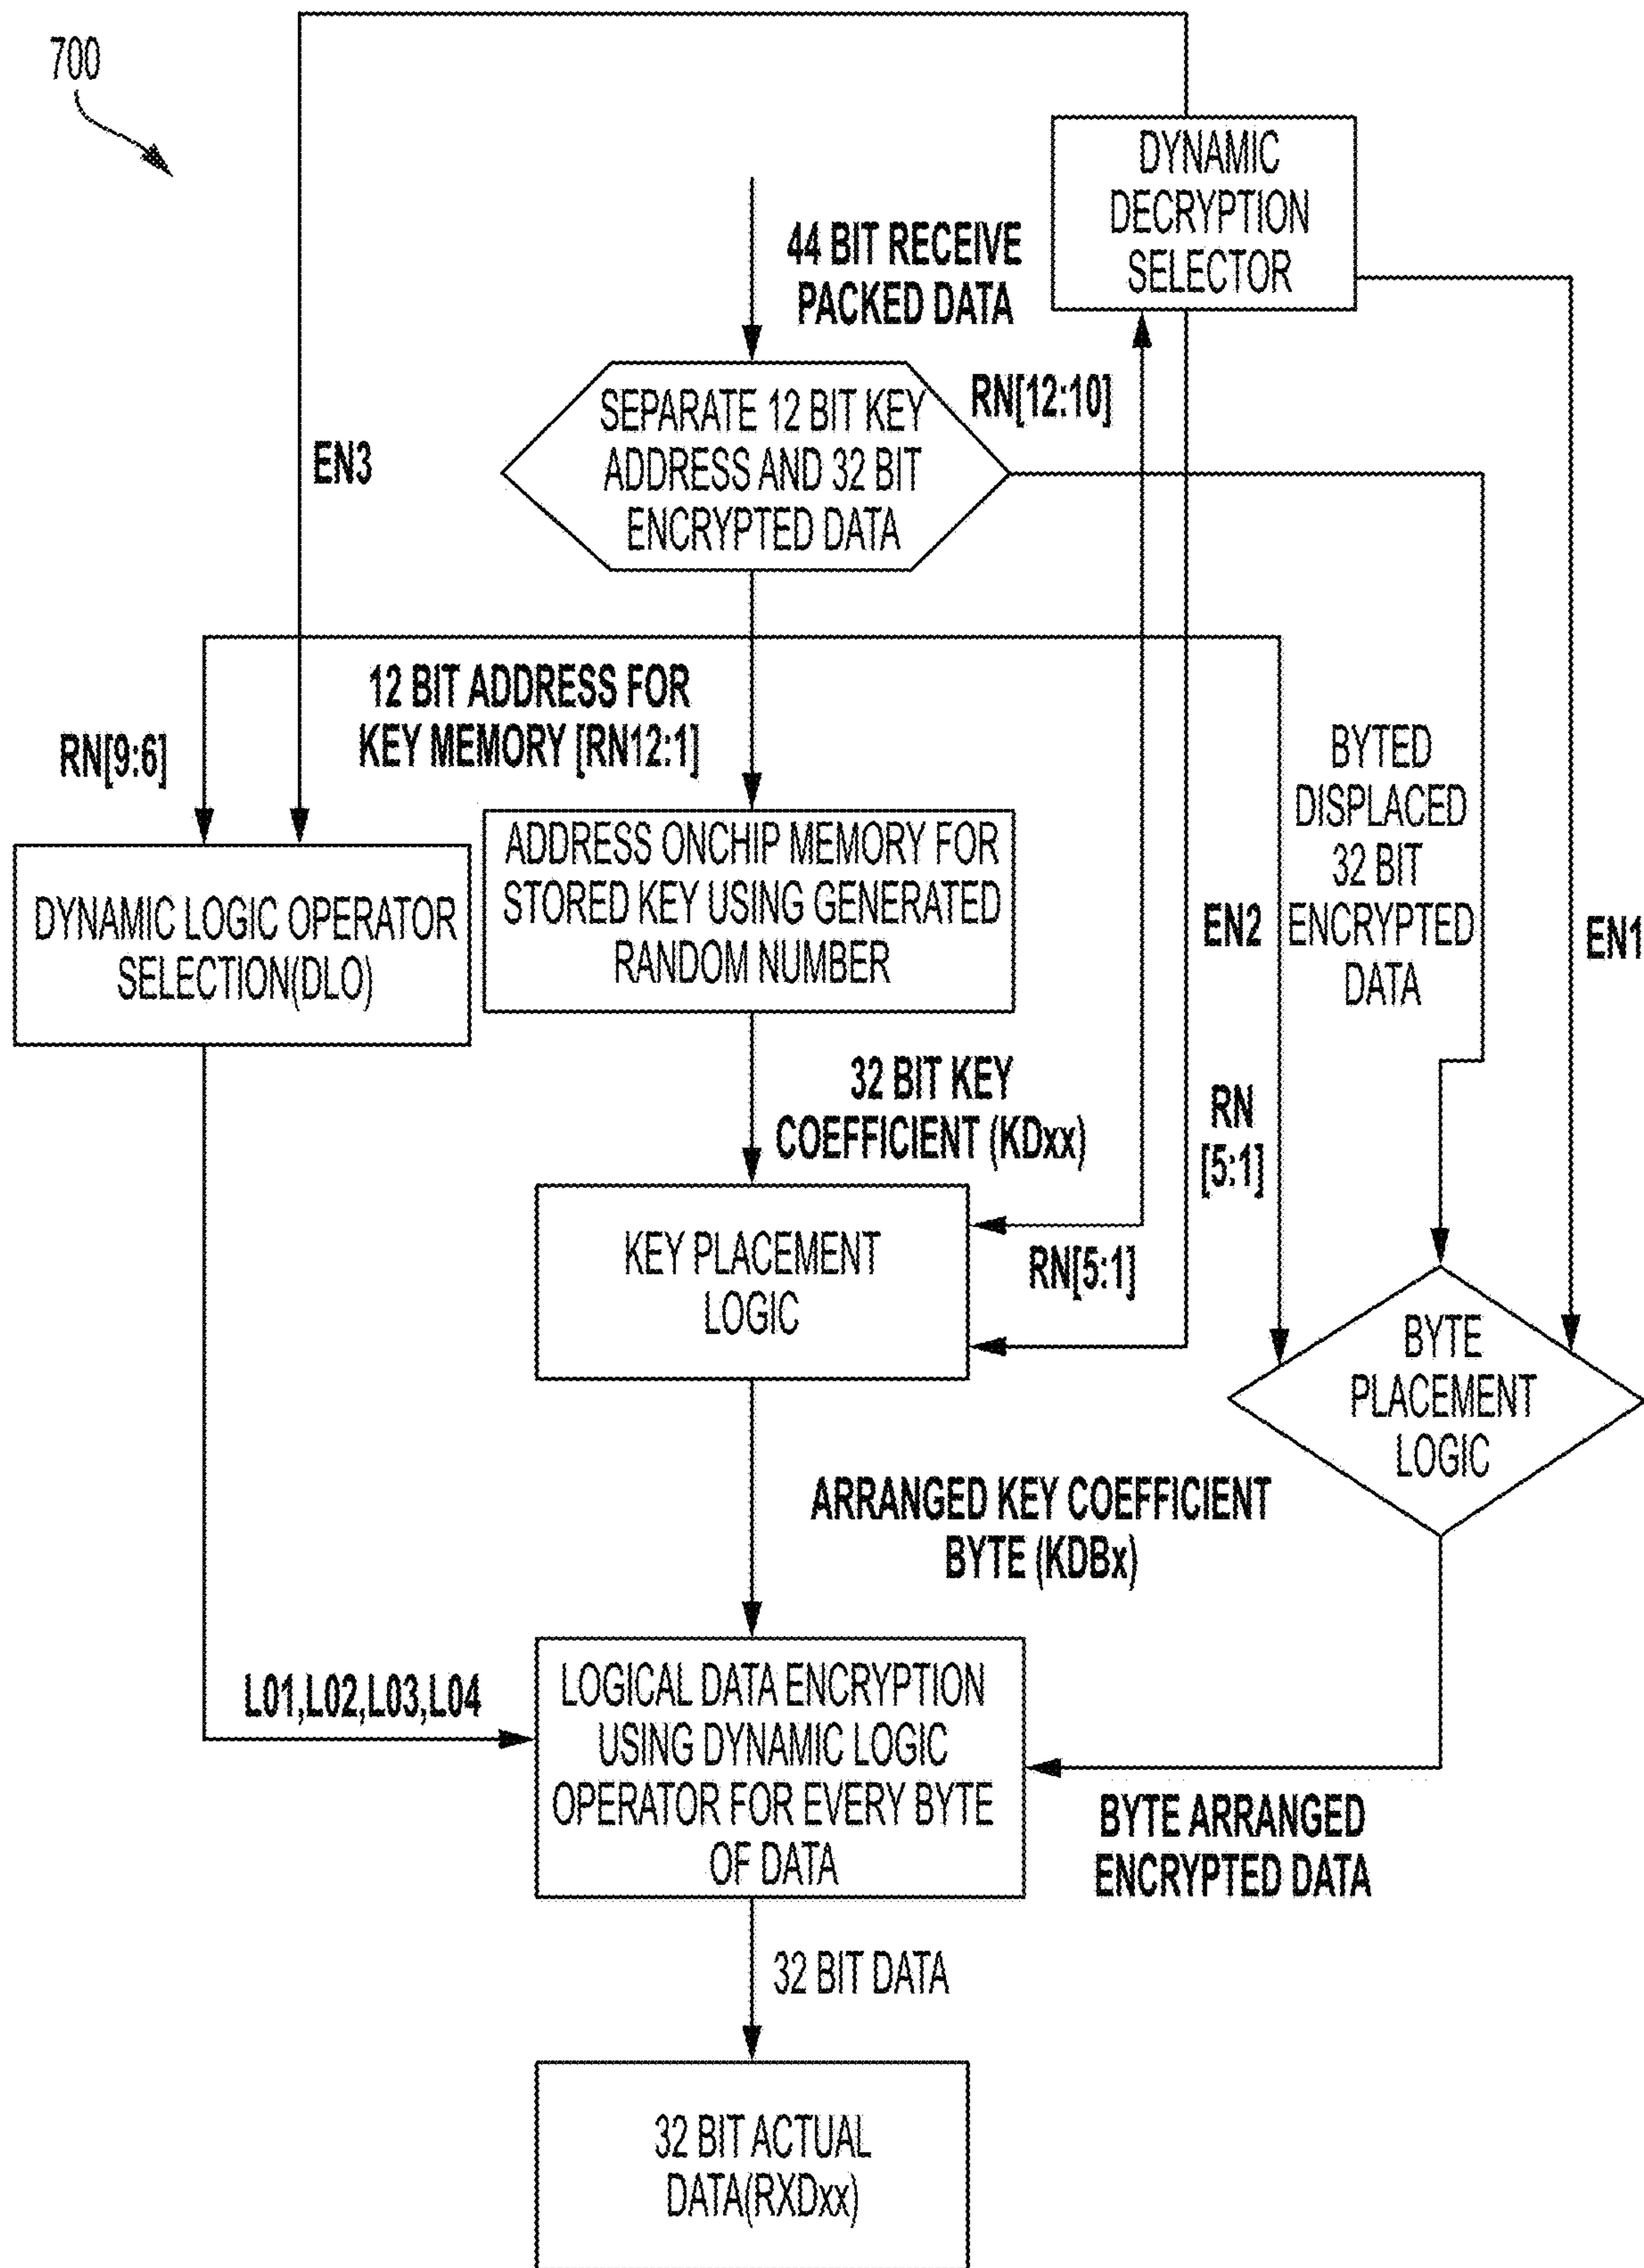 700
DYNAMIC
DECRYPTION
SELECTOR
44 BIT RECEIVE
PACKED DATA
RN[12:10]
SEPARATE 12 BIT KEY
ADDRESS AND 32 BIT
ENCRYPTED DATA
EN3
12 BIT ADDRESS FOR
KEY MEMORY [RN12:1]
RN[9:6]
BYTED
DISPLACED
32 BIT
ENCRYPTED
DATA
EN2
EN1
DYNAMIC LOGIC OPERATOR
SELECTION(DLO)
ADDRESS ONCHIP MEMORY FOR
STORED KEY USING GENERATED
RANDOM NUMBER
32 BIT KEY
COEFFICIENT (KDxx)
RN
[5:1]
KEY PLACEMENT
LOGIC
RN[5:1]
BYTE
PLACEMENT
LOGIC
ARRANGED KEY COEFFICIENT
BYTE (KDBx)
L01,L02,L03,L04
LOGICAL DATA ENCRYPTION
USING DYNAMIC LOGIC
OPERATOR FOR EVERY BYTE
OF DATA
BYTE ARRANGED
ENCRYPTED DATA
32 BIT DATA
32 BIT ACTUAL
DATA(RXDxx)